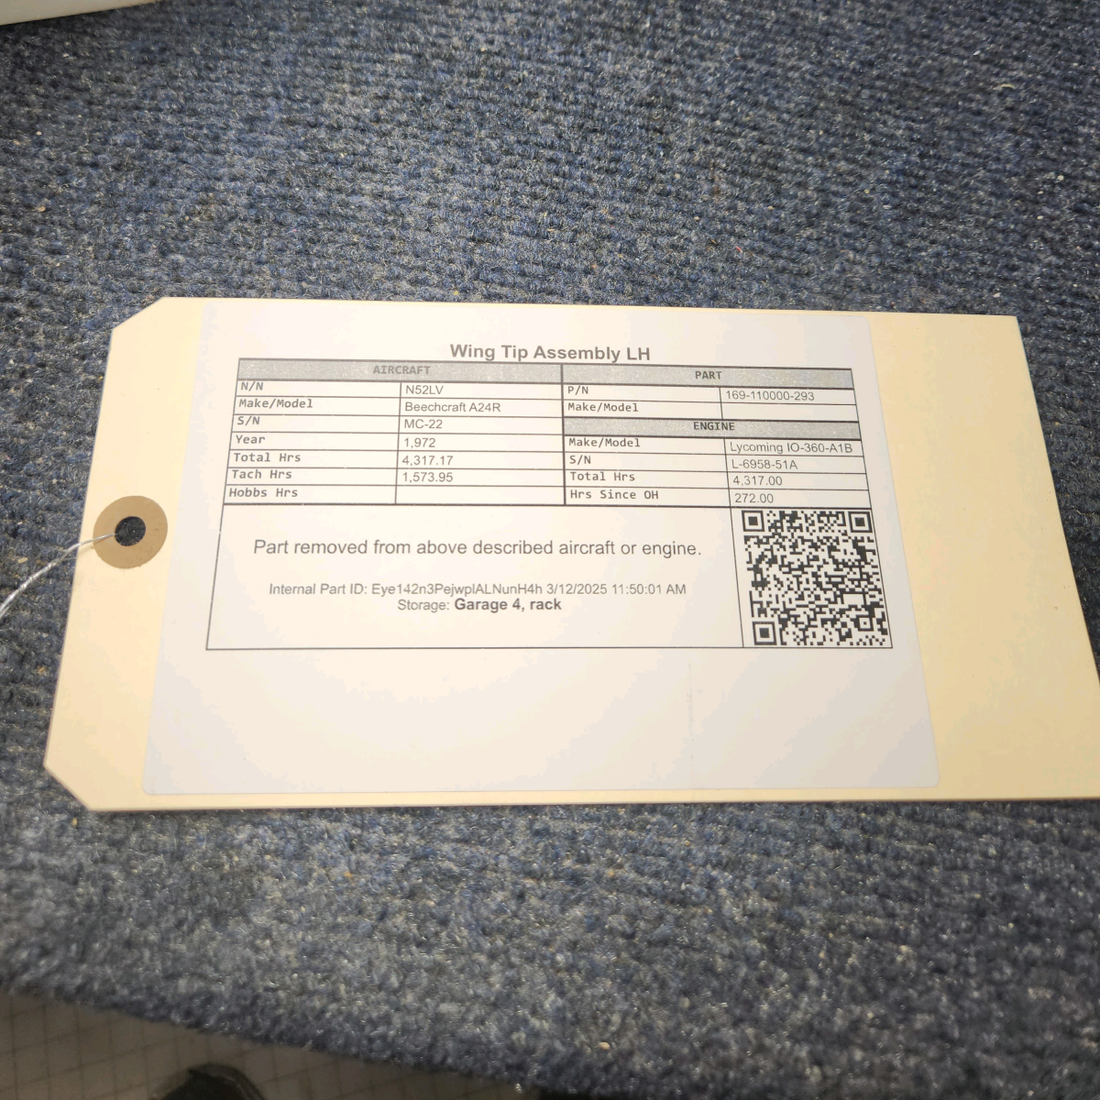 Wing Tip Assembly LH
AIRCRAFT PART
N/N N52LV P/N 169-110000-293
Make/Model Beechcraft A24R Make/Model
S/N MC-22 ENGINE
Year 1,972 Make/Model Lycoming IO-360-A1B
Total Hrs 4,317.17 S/N L-6958-51A
Tach Hrs 1,573.95 Total Hrs 4,317.00
Hobbs Hrs Hrs Since OH 272.00
Part removed from above described aircraft or engine.
Internal Part ID: Eye142n3PejwplALNunH4h 3/12/2025 11:50:01 AM
Storage: Garage 4, rack